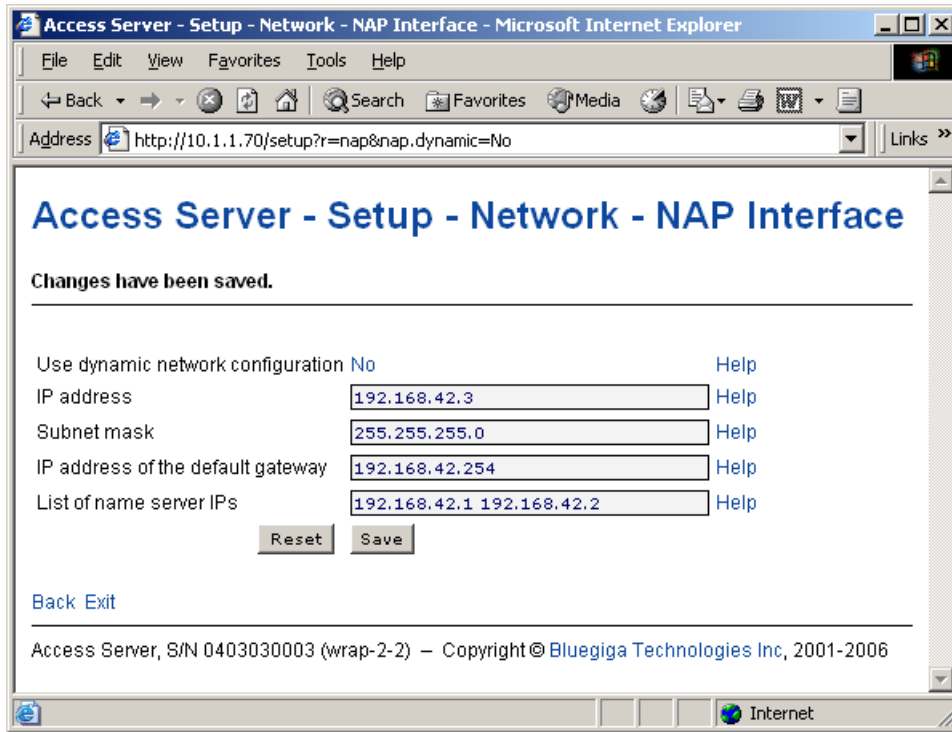 Access Server - Setup - Network - NAP Interface - Microsoft Internet Explorer
File Edit View Favorites Tools Help
Back Search Favorites Media
Address http://10.1.1.70/setup?r=nap&nap.dynamic=No Links »
Access Server - Setup - Network - NAP Interface
Changes have been saved.
Use dynamic network configuration No Help
IP address 192.168.42.3 Help
Subnet mask 255.255.255.0 Help
IP address of the default gateway 192.168.42.254 Help
List of name server IPs 192.168.42.1 192.168.42.2 Help
Reset Save
Back Exit
Access Server, S/N 0403030003 (wrap-2-2) – Copyright © Bluegiga Technologies Inc, 2001-2006
Internet